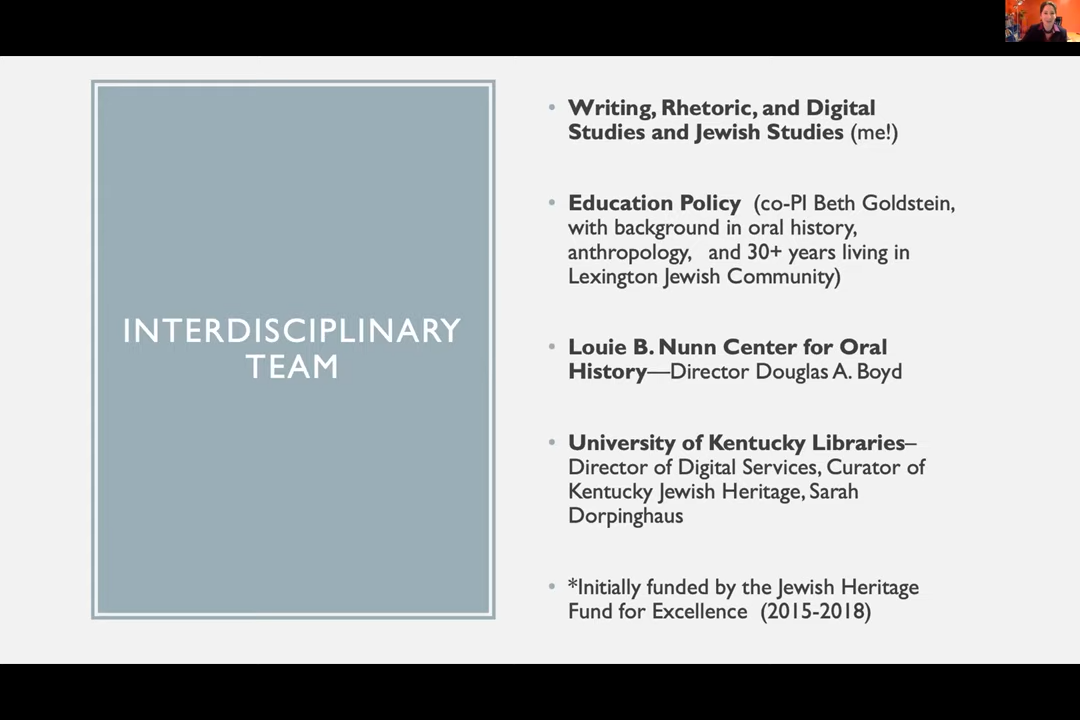 INTERDISCIPLINARY
TEAM
• Writing, Rhetoric, and Digital
Studies and Jewish Studies (me!)
• Education Policy (co-PI Beth Goldstein,
with background in oral history,
anthropology, and 30+ years living in
Lexington Jewish Community)
• Louie B. Nunn Center for Oral
History—Director Douglas A. Boyd
• University of Kentucky Libraries–
Director of Digital Services, Curator of
Kentucky Jewish Heritage, Sarah
Dorpinghaus
• *Initially funded by the Jewish Heritage
Fund for Excellence (2015-2018)